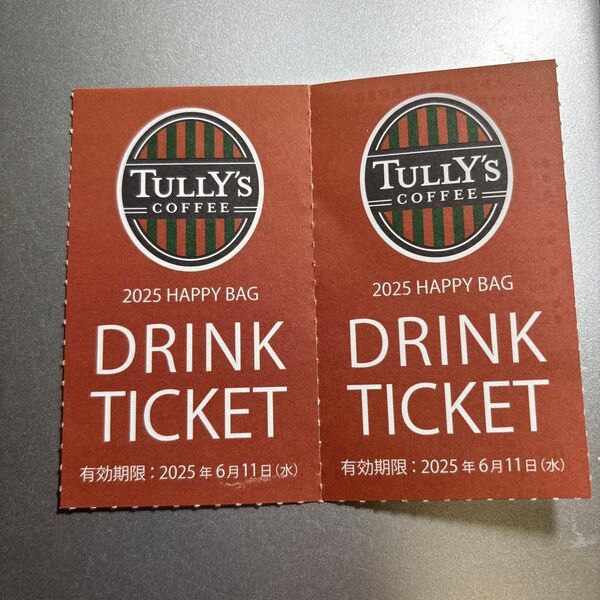 TULLY'S
COFFEE
2025 HAPPY BAG
DRINK
TICKET
有効期限：2025年6月11日（水）
TULLY'S
COFFEE
2025 HAPPY BAG
DRINK
TICKET
有効期限：2025年6月11日（水）